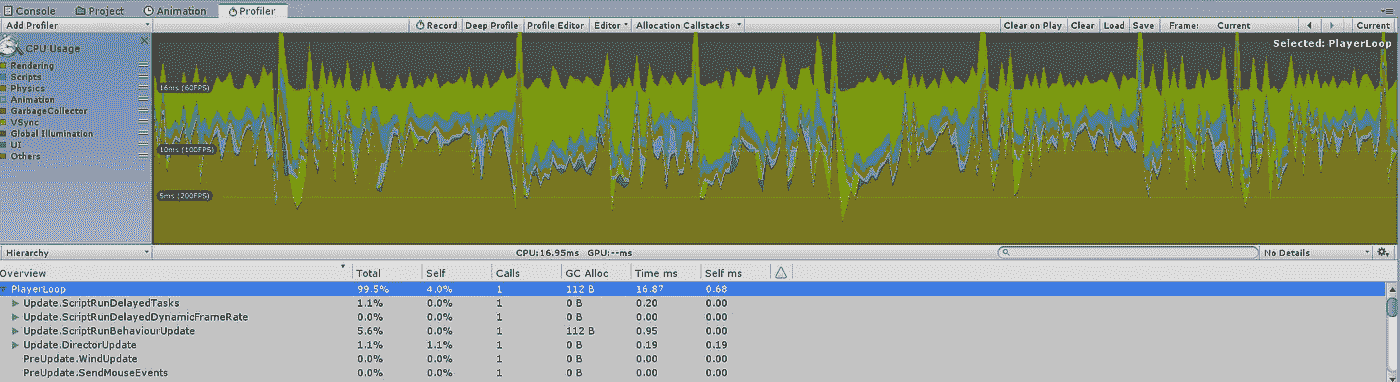 Console Project Animation Profiler
Add Profiler Record Deep Profile Profile Editor Editor Allocation Callstacks Clear on Play Clear Load Save Frame: Current Current
CPU Usage
Selected: PlayerLoop
Rendering
Scripts
Physics
Animation
GarbageCollector
VSync
Global Illumination
UI
Others
16ms (60FPS)
10ms (100FPS)
5ms (200FPS)
Hierarchy CPU:16.95ms GPU:--ms No Details
Overview Total Self Calls GC Alloc Time ms Self ms
PlayerLoop 99.5% 4.0% 1 112 B 16.87 0.68
Update.ScriptRunDelayedTasks 1.1% 0.0% 1 0 B 0.20 0.00
Update.ScriptRunDelayedDynamicFrameRate 0.0% 0.0% 1 0 B 0.00 0.00
Update.ScriptRunBehaviourUpdate 5.6% 0.0% 1 112 B 0.95 0.00
Update.DirectorUpdate 1.1% 1.1% 1 0 B 0.19 0.19
PreUpdate.WindUpdate 0.0% 0.0% 1 0 B 0.00 0.00
PreUpdate.SendMouseEvents 0.0% 0.0% 1 0 B 0.00 0.00